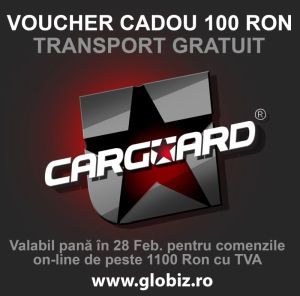 VOUCHER CADOU 100 RON
TRANSPORT GRATUIT
CARGUARD®
Valabil pană în 28 Feb. pentru comenzile
on-line de peste 1100 Ron cu TVA
www.globiz.ro